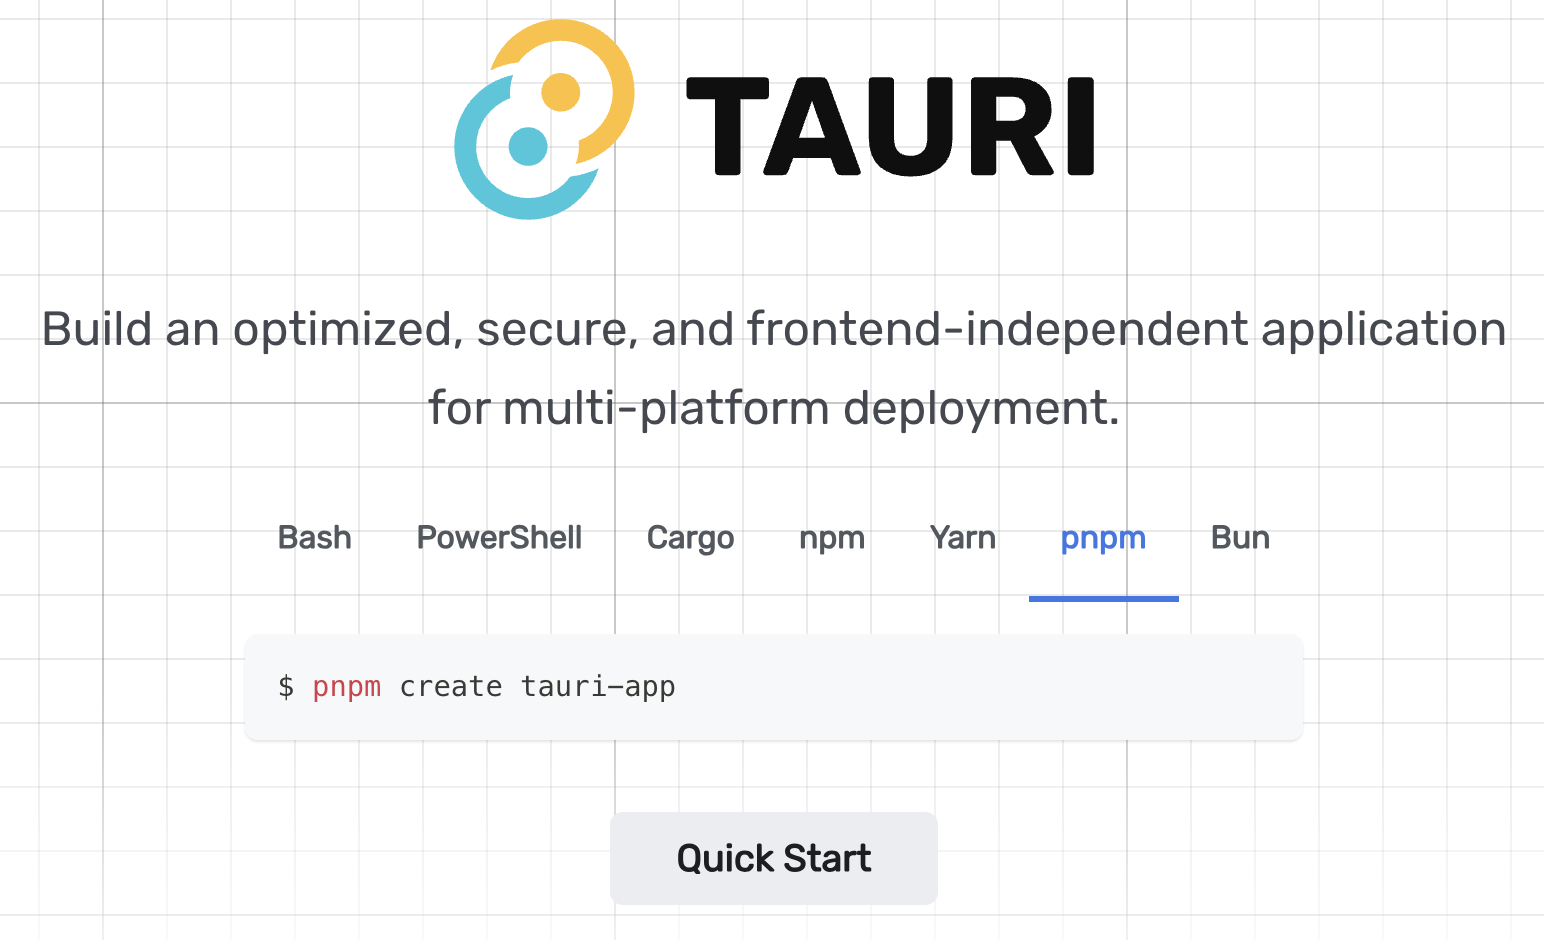 TAURI
Build an optimized, secure, and frontend-independent application
for multi-platform deployment.
Bash PowerShell Cargo npm Yarn pnpm Bun
$ pnpm create tauri-app
Quick Start